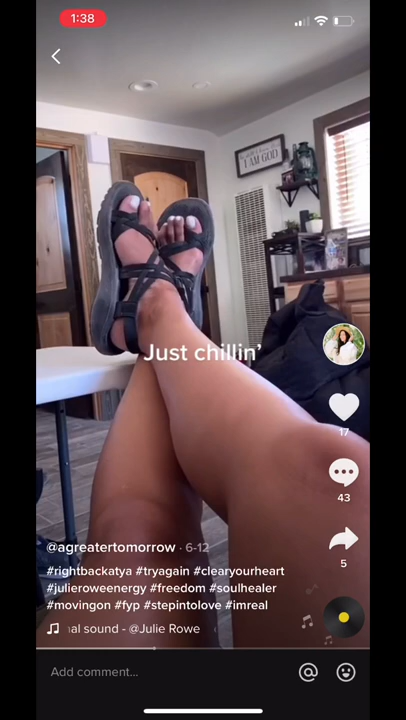 1:38
I AM GOD
Just chillin'
17
43
5
@agreatertomorrow · 6-12
#rightbackatya #tryagain #clearyourheart
#julieroweenergy #freedom #soulhealer
#movingon #fyp #stepintolove #imreal
nal sound - @Julie Rowe
Add comment...